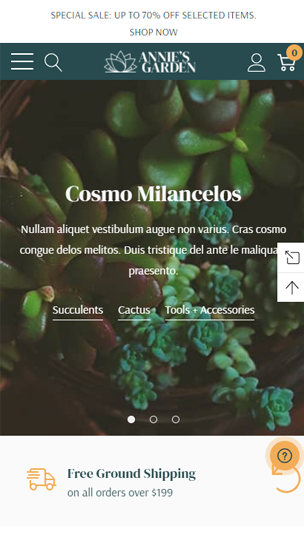 SPECIAL SALE: UP TO 70% OFF SELECTED ITEMS.
SHOP NOW
ANNIE'S
GARDEN
0
Cosmo Milancelos
Nullam aliquet vestibulum augue non varius. Cras cosmo
congue delos melitos. Duis tristique del ante le maliqua
praesento.
Succulents Cactus Tools + Accessories
Free Ground Shipping
on all orders over $199